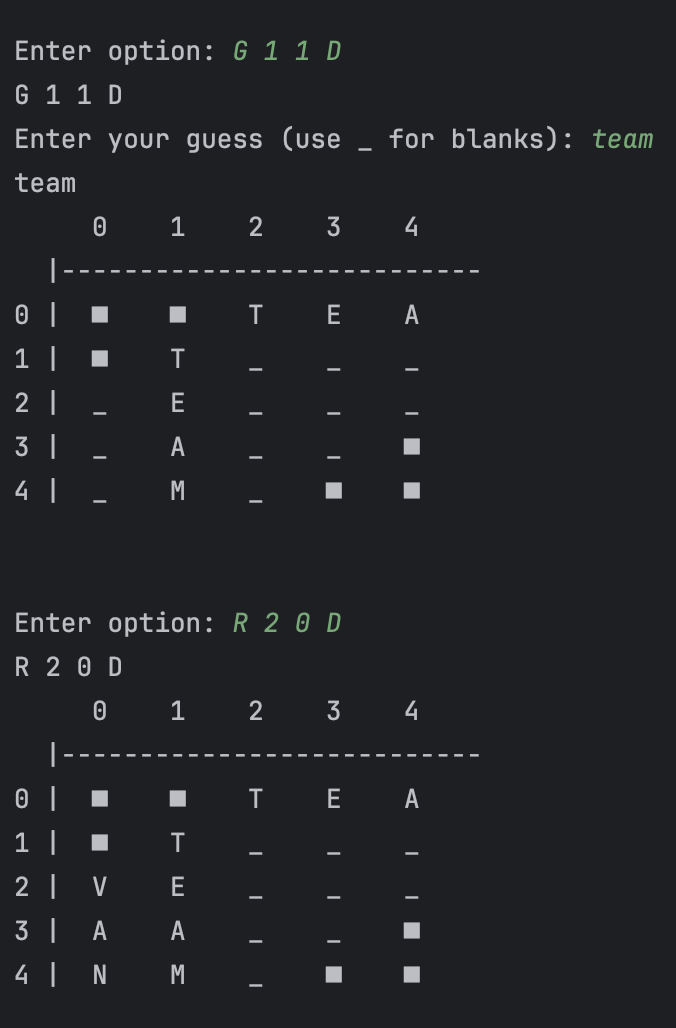 Enter option: G 1 1 D
G 1 1 D
Enter your guess (use _ for blanks): team
team
0 1 2 3 4
|---------------------------
0 | ■ ■ T E A
1 | ■ T _ _ _
2 | _ E _ _ _
3 | _ A _ _ ■
4 | _ M _ ■ ■
Enter option: R 2 0 D
R 2 0 D
0 1 2 3 4
|---------------------------
0 | ■ ■ T E A
1 | ■ T _ _ _
2 | V E _ _ _
3 | A A _ _ ■
4 | N M _ ■ ■